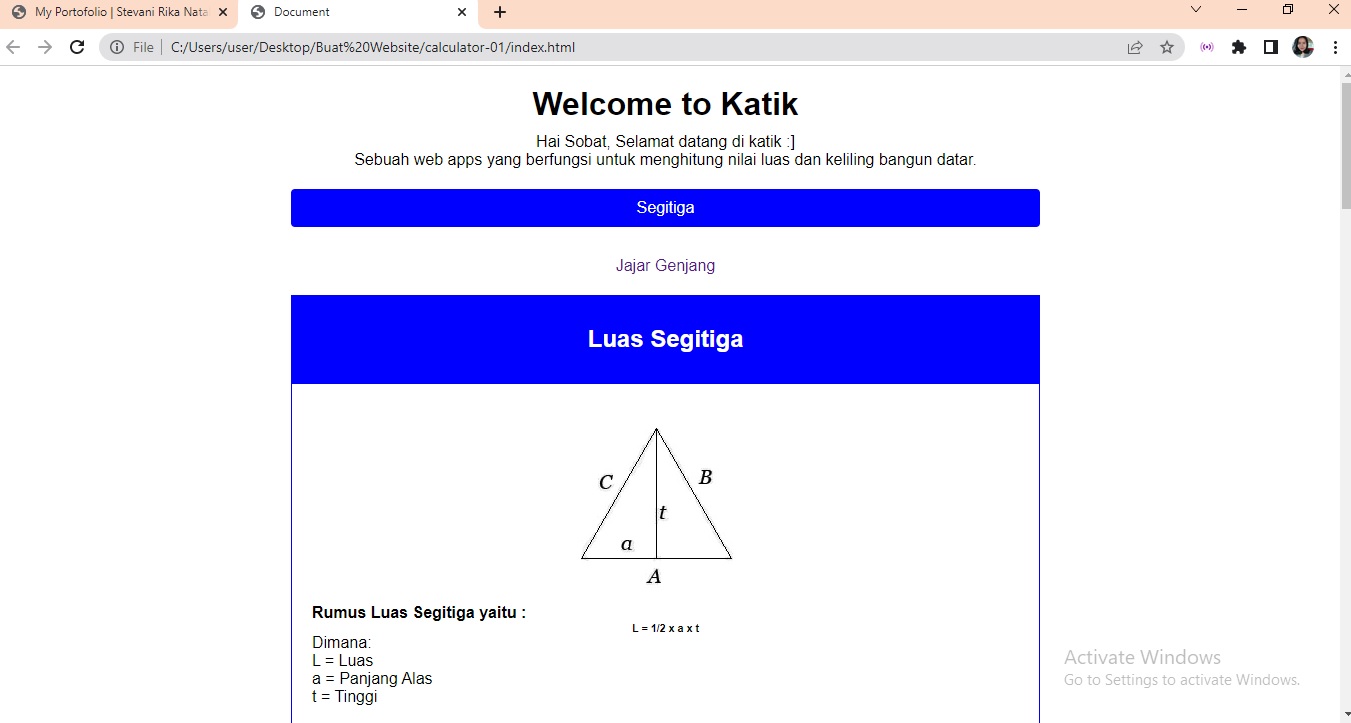 My Portofolio | Stevani Rika Nata
Document
File
C:/Users/user/Desktop/Buat%20Website/calculator-01/index.html
Welcome to Katik
Hai Sobat, Selamat datang di katik :]
Sebuah web apps yang berfungsi untuk menghitung nilai luas dan keliling bangun datar.
Segitiga
Jajar Genjang
Luas Segitiga
C
B
t
a
A
Rumus Luas Segitiga yaitu :
L = 1/2 x a x t
Dimana:
L = Luas
a = Panjang Alas
t = Tinggi
Activate Windows
Go to Settings to activate Windows.